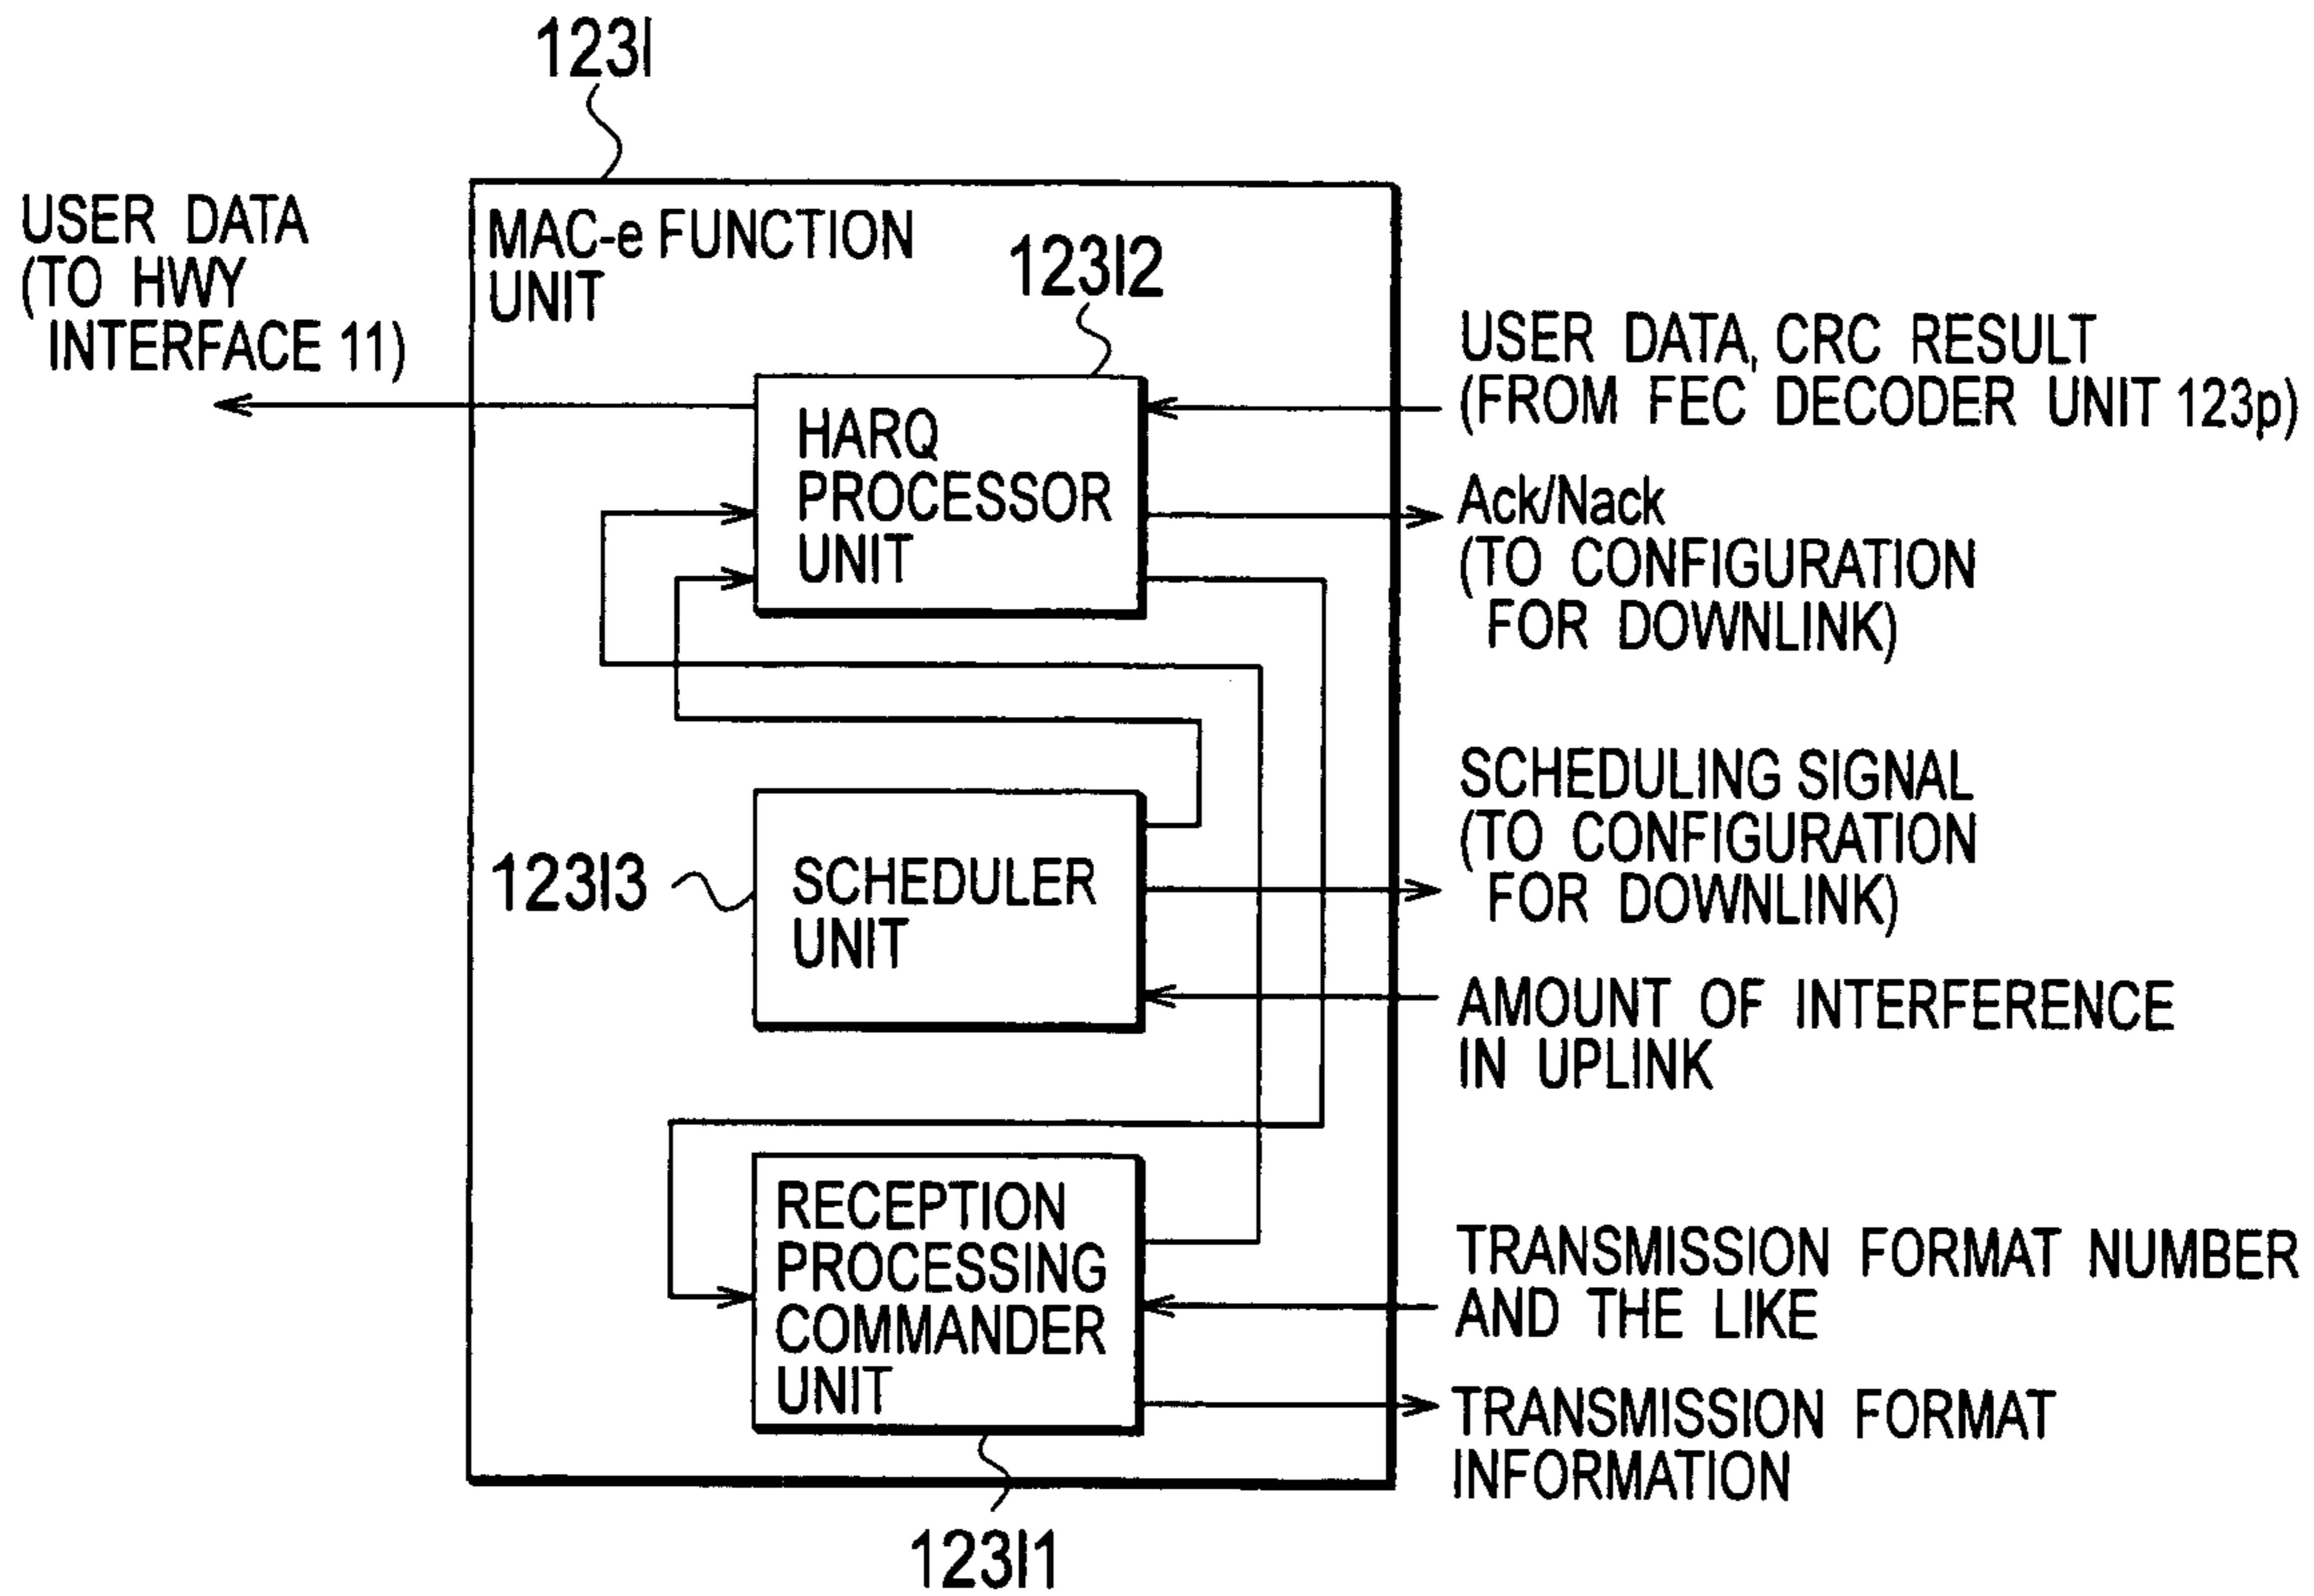 123l
USER DATA
(TO HWY
INTERFACE 11)
MAC-e FUNCTION
UNIT
123l2
HARQ
PROCESSOR
UNIT
USER DATA, CRC RESULT
(FROM FEC DECODER UNIT 123p)
Ack/Nack
(TO CONFIGURATION
FOR DOWNLINK)
123l3
SCHEDULER
UNIT
SCHEDULING SIGNAL
(TO CONFIGURATION
FOR DOWNLINK)
AMOUNT OF INTERFERENCE
IN UPLINK
RECEPTION
PROCESSING
COMMANDER
UNIT
TRANSMISSION FORMAT NUMBER
AND THE LIKE
TRANSMISSION FORMAT
INFORMATION
123l1